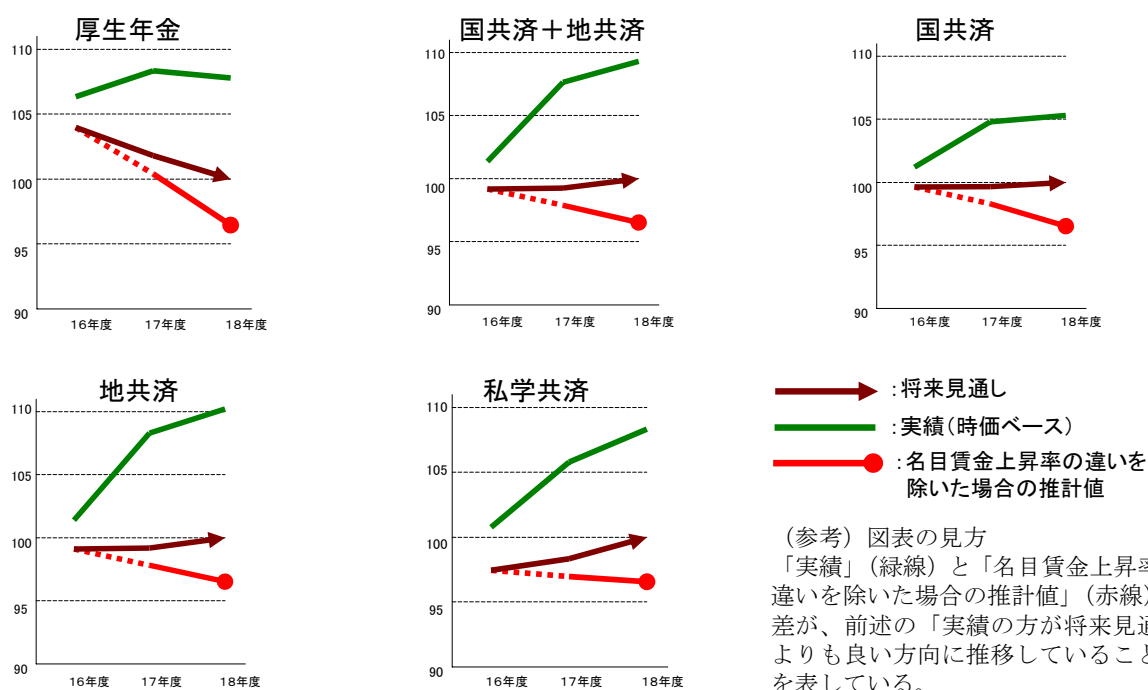 厚生年金
110
105
100
95
90
16年度 17年度 18年度
国共済＋地共済
110
105
100
95
90
16年度 17年度 18年度
国共済
110
105
100
95
90
16年度 17年度 18年度
地共済
110
105
100
95
90
16年度 17年度 18年度
私学共済
110
105
100
95
90
16年度 17年度 18年度
：将来見通し
：実績（時価ベース）
：名目賃金上昇率の違いを
除いた場合の推計値
（参考）図表の見方
「実績」（緑線）と「名目賃金上昇率
違いを除いた場合の推計値」（赤線）
差が、前述の「実績の方が将来見通
よりも良い方向に推移していること
を表している。